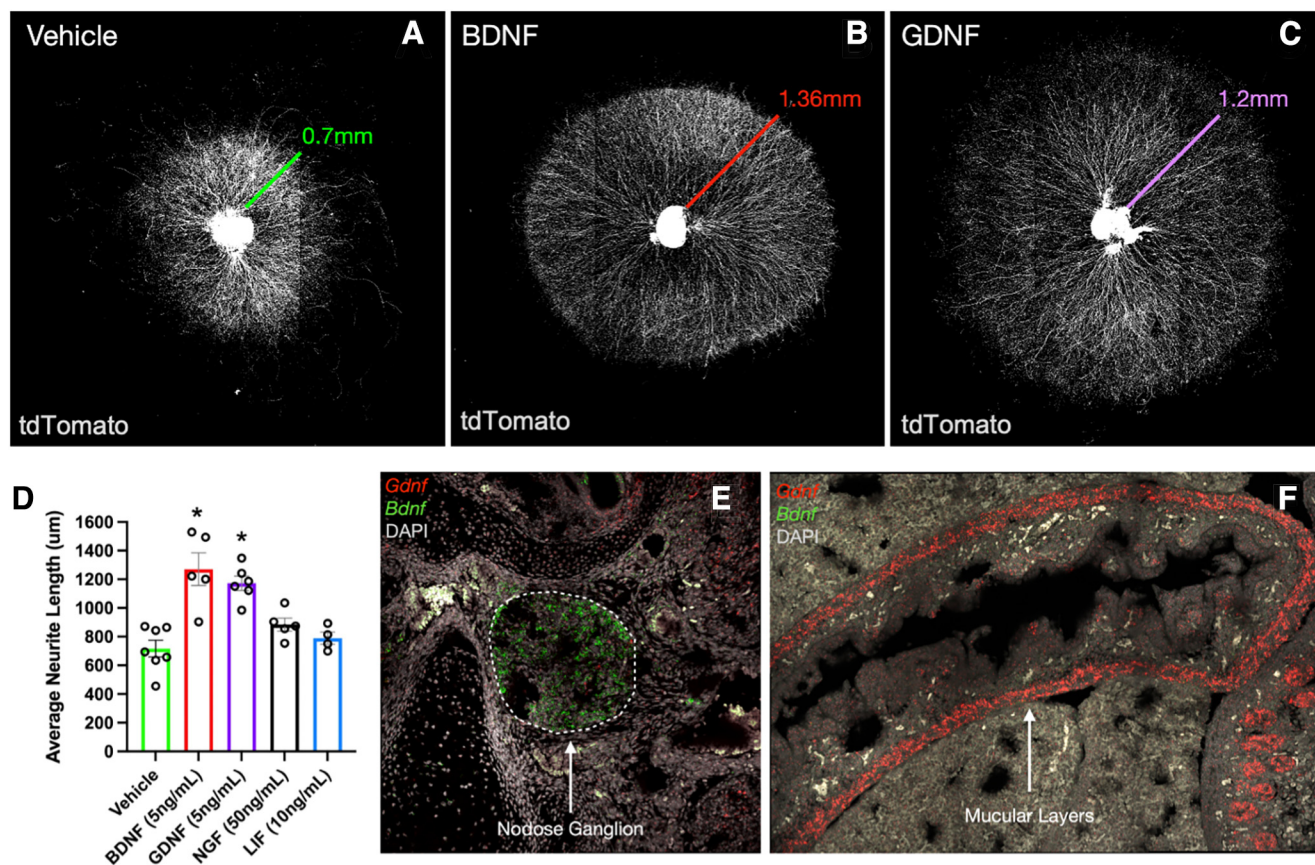 Vehicle
A
0.7mm
tdTomato
BDNF
B
1.36mm
GDNF
C
1.2mm
tdTomato
D
Average Neurite Length (um)
1600
1400
1200
1000
800
600
400
200
0
*
*
Vehicle
BDNF (5ng/mL)
GDNF (5ng/mL)
NGF (50ng/mL)
LIF (10ng/mL)
Gdnf
Bdnf
DAPI
E
Nodose Ganglion
Gdnf
Bdnf
DAPI
F
Mucular Layers